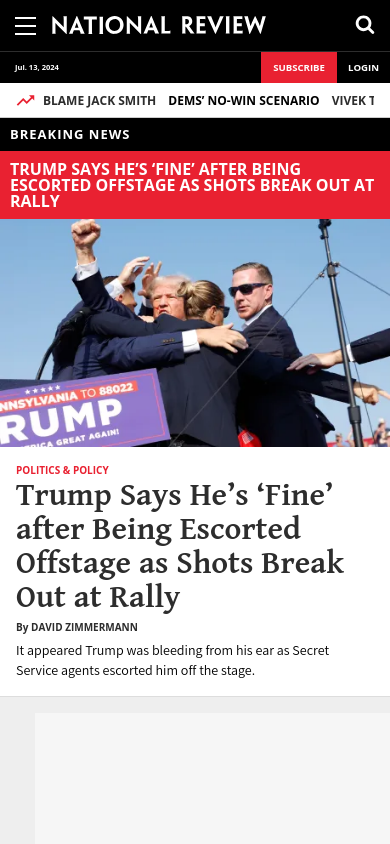 NATIONAL REVIEW
Jul. 13, 2024
SUBSCRIBE
LOGIN
BLAME JACK SMITH DEMS’ NO-WIN SCENARIO VIVEK T
BREAKING NEWS
TRUMP SAYS HE’S ‘FINE’ AFTER BEING
ESCORTED OFFSTAGE AS SHOTS BREAK OUT AT
RALLY
NNSYLVANIA TO 88022
RUMP
ICA GREAT AGAIN!
POLITICS & POLICY
Trump Says He’s ‘Fine’
after Being Escorted
Offstage as Shots Break
Out at Rally
By DAVID ZIMMERMANN
It appeared Trump was bleeding from his ear as Secret
Service agents escorted him off the stage.